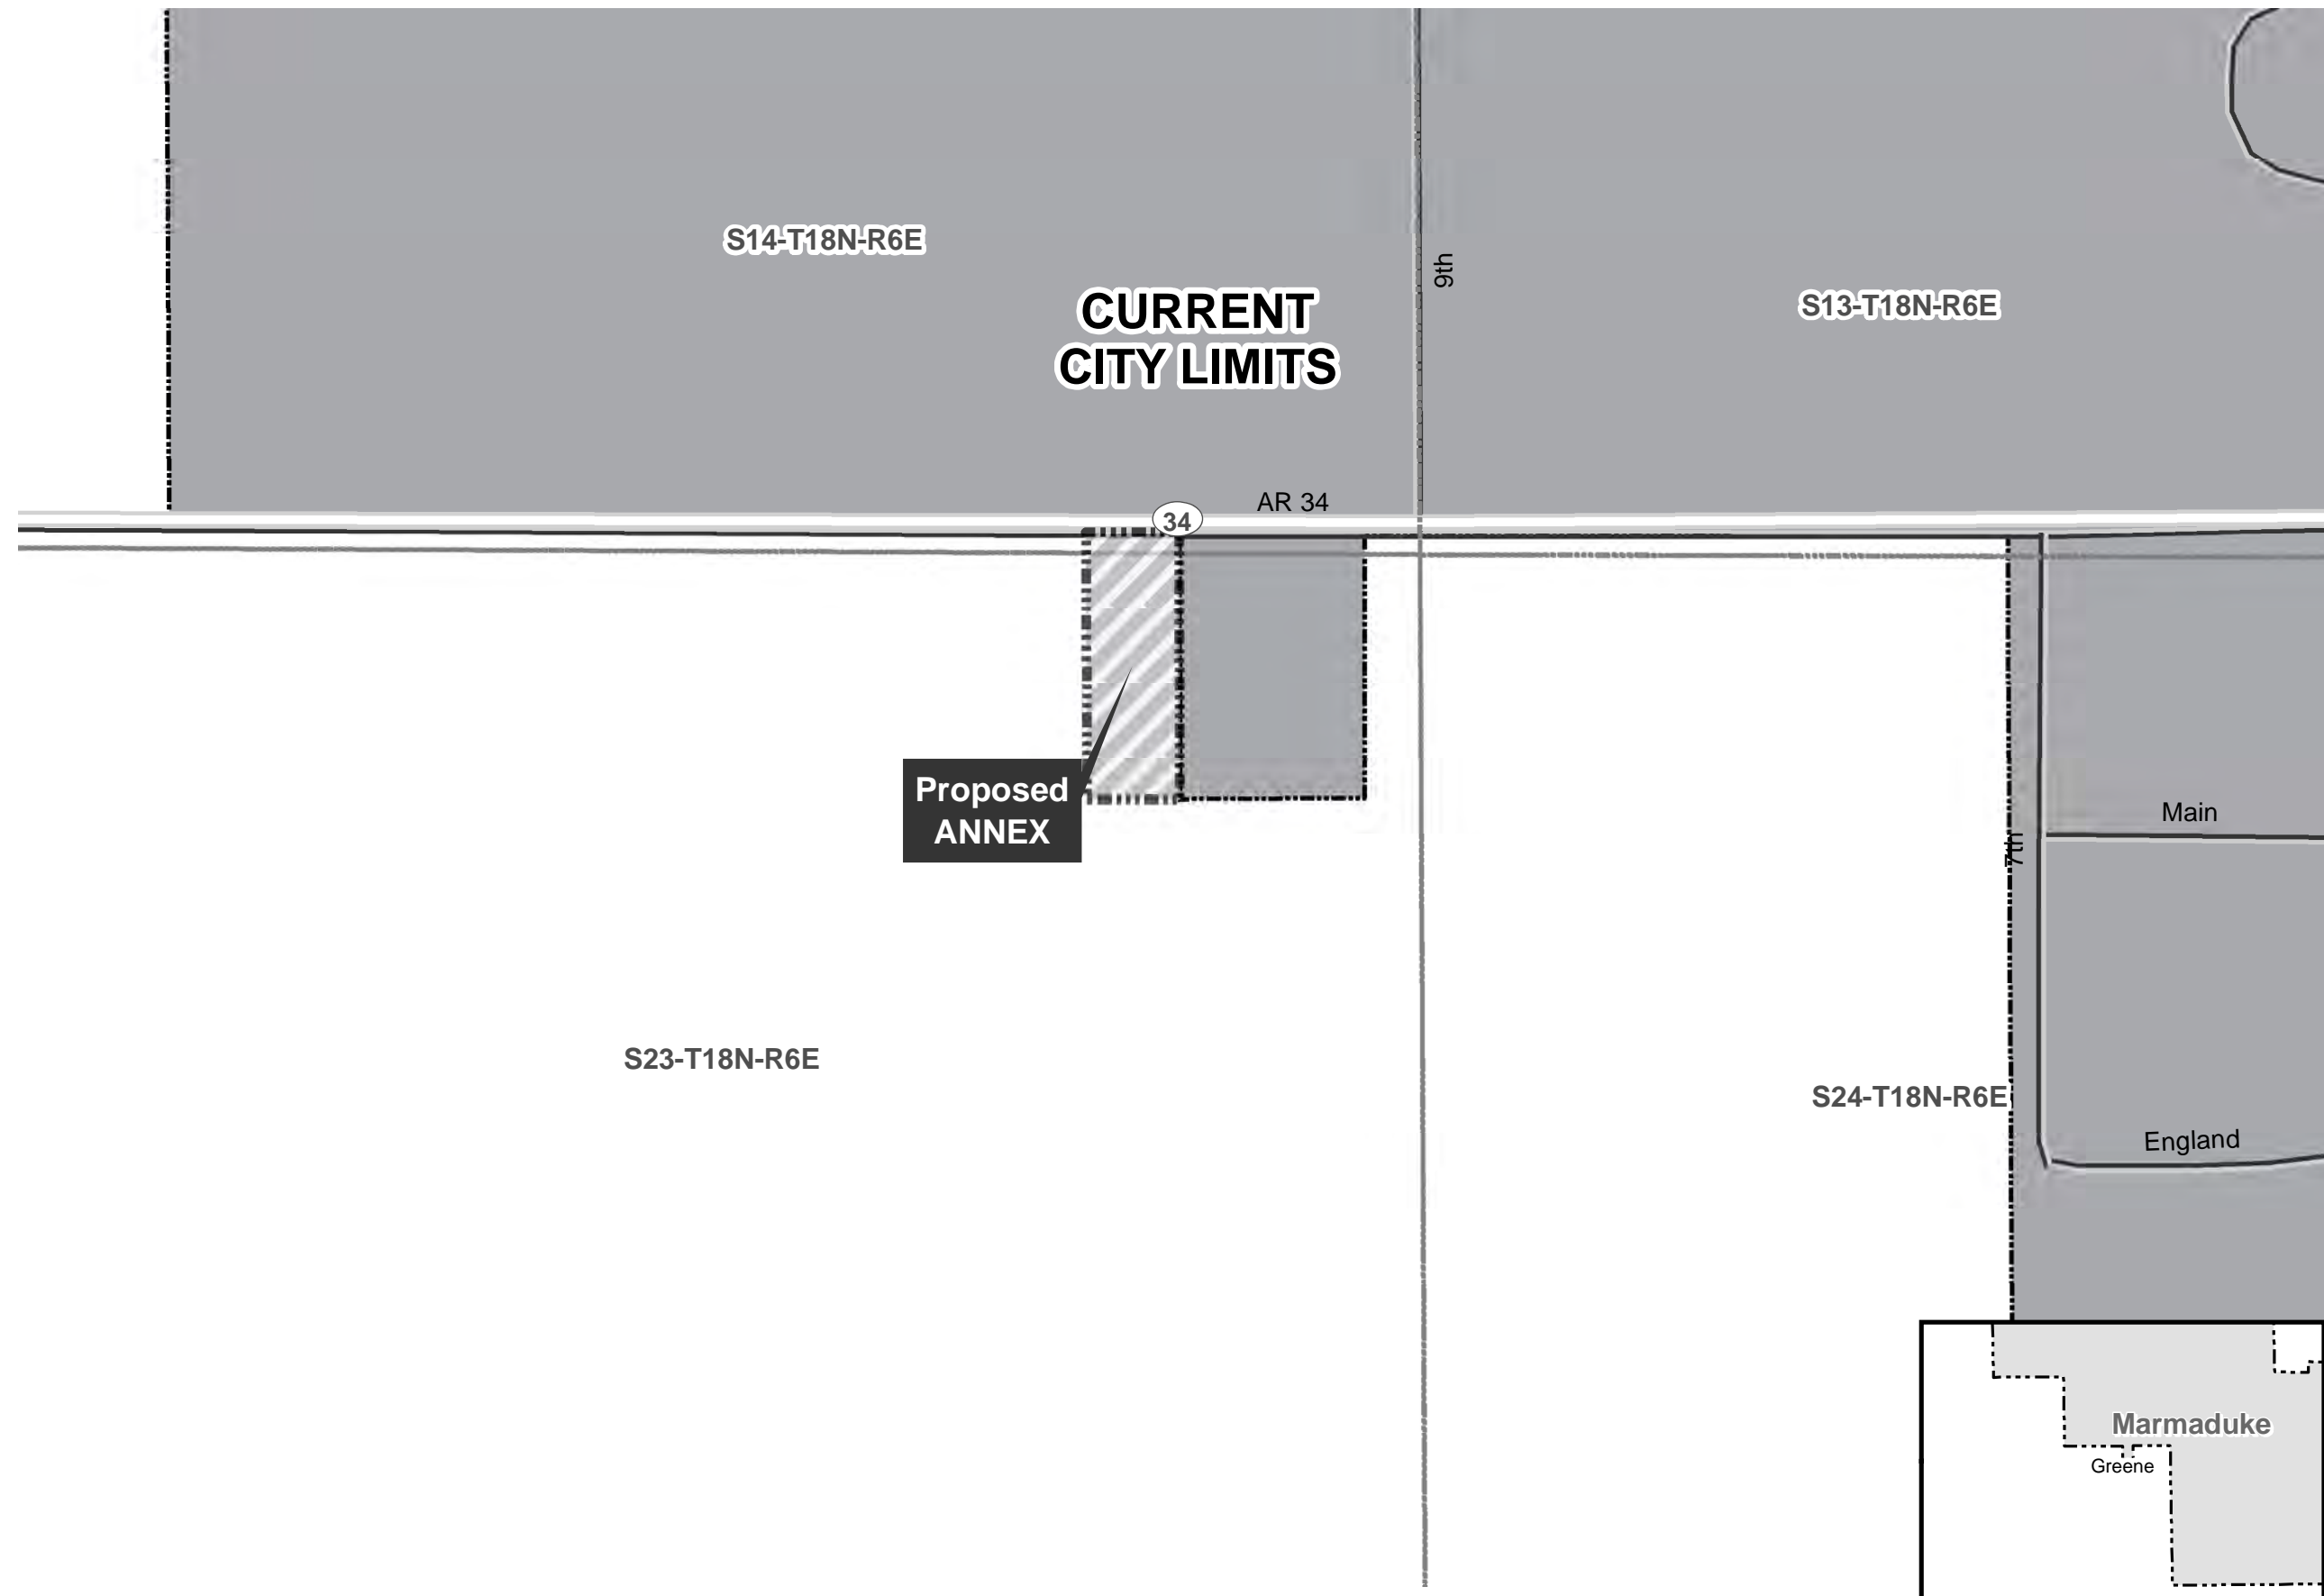 S14-T18N-R6E
9th
CURRENT
CITY LIMITS
S13-T18N-R6E
AR 34
34
Proposed
ANNEX
Main
7th
S23-T18N-R6E
S24-T18N-R6E
England
Marmaduke
Greene